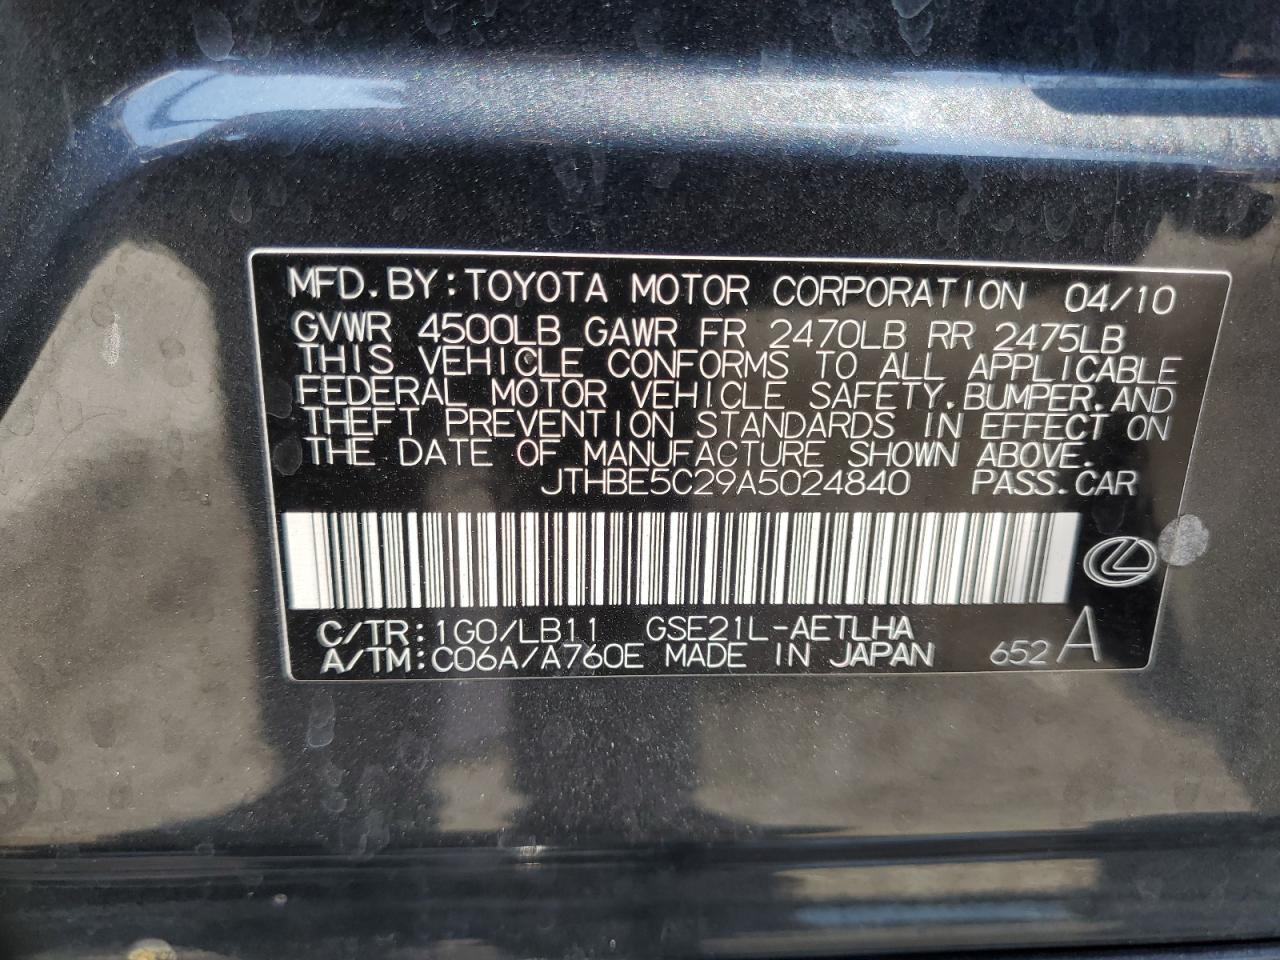 MFD. BY: TOYOTA MOTOR CORPORATION 04/10
GVWR 4500LB GAWR FR 2470LB RR 2475LB
THIS VEHICLE CONFORMS TO ALL APPLICABLE
FEDERAL MOTOR VEHICLE SAFETY, BUMPER, AND
THEFT PREVENTION STANDARDS IN EFFECT ON
THE DATE OF MANUFACTURE SHOWN ABOVE.
JTHBE5C29A5024840 PASS. CAR
C/TR: 1G0/LB11 GSE21L-AETLHA
A/TM: C06A/A760E MADE IN JAPAN 652 A